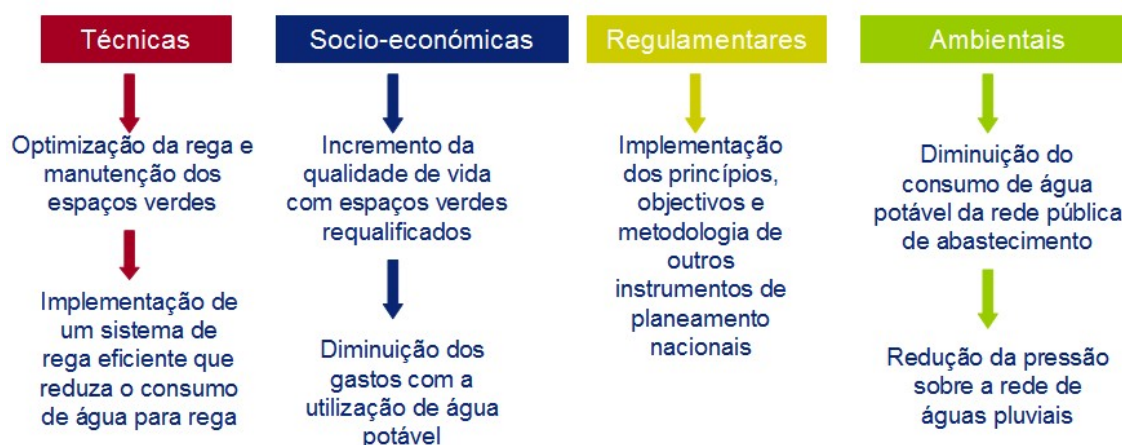 Técnicas
Optimização da rega e
manutenção dos
espaços verdes
Implementação de
um sistema de
rega eficiente que
reduza o consumo
de água para rega
Socio-económicas
Incremento da
qualidade de vida
com espaços verdes
requalificados
Diminuição dos
gastos com a
utilização de água
potável
Regulamentares
Implementação
dos princípios,
objectivos e
metodologia de
outros
instrumentos de
planeamento
nacionais
Ambientais
Diminuição do
consumo de água
potável da rede pública
de abastecimento
Redução da pressão
sobre a rede de
águas pluviais